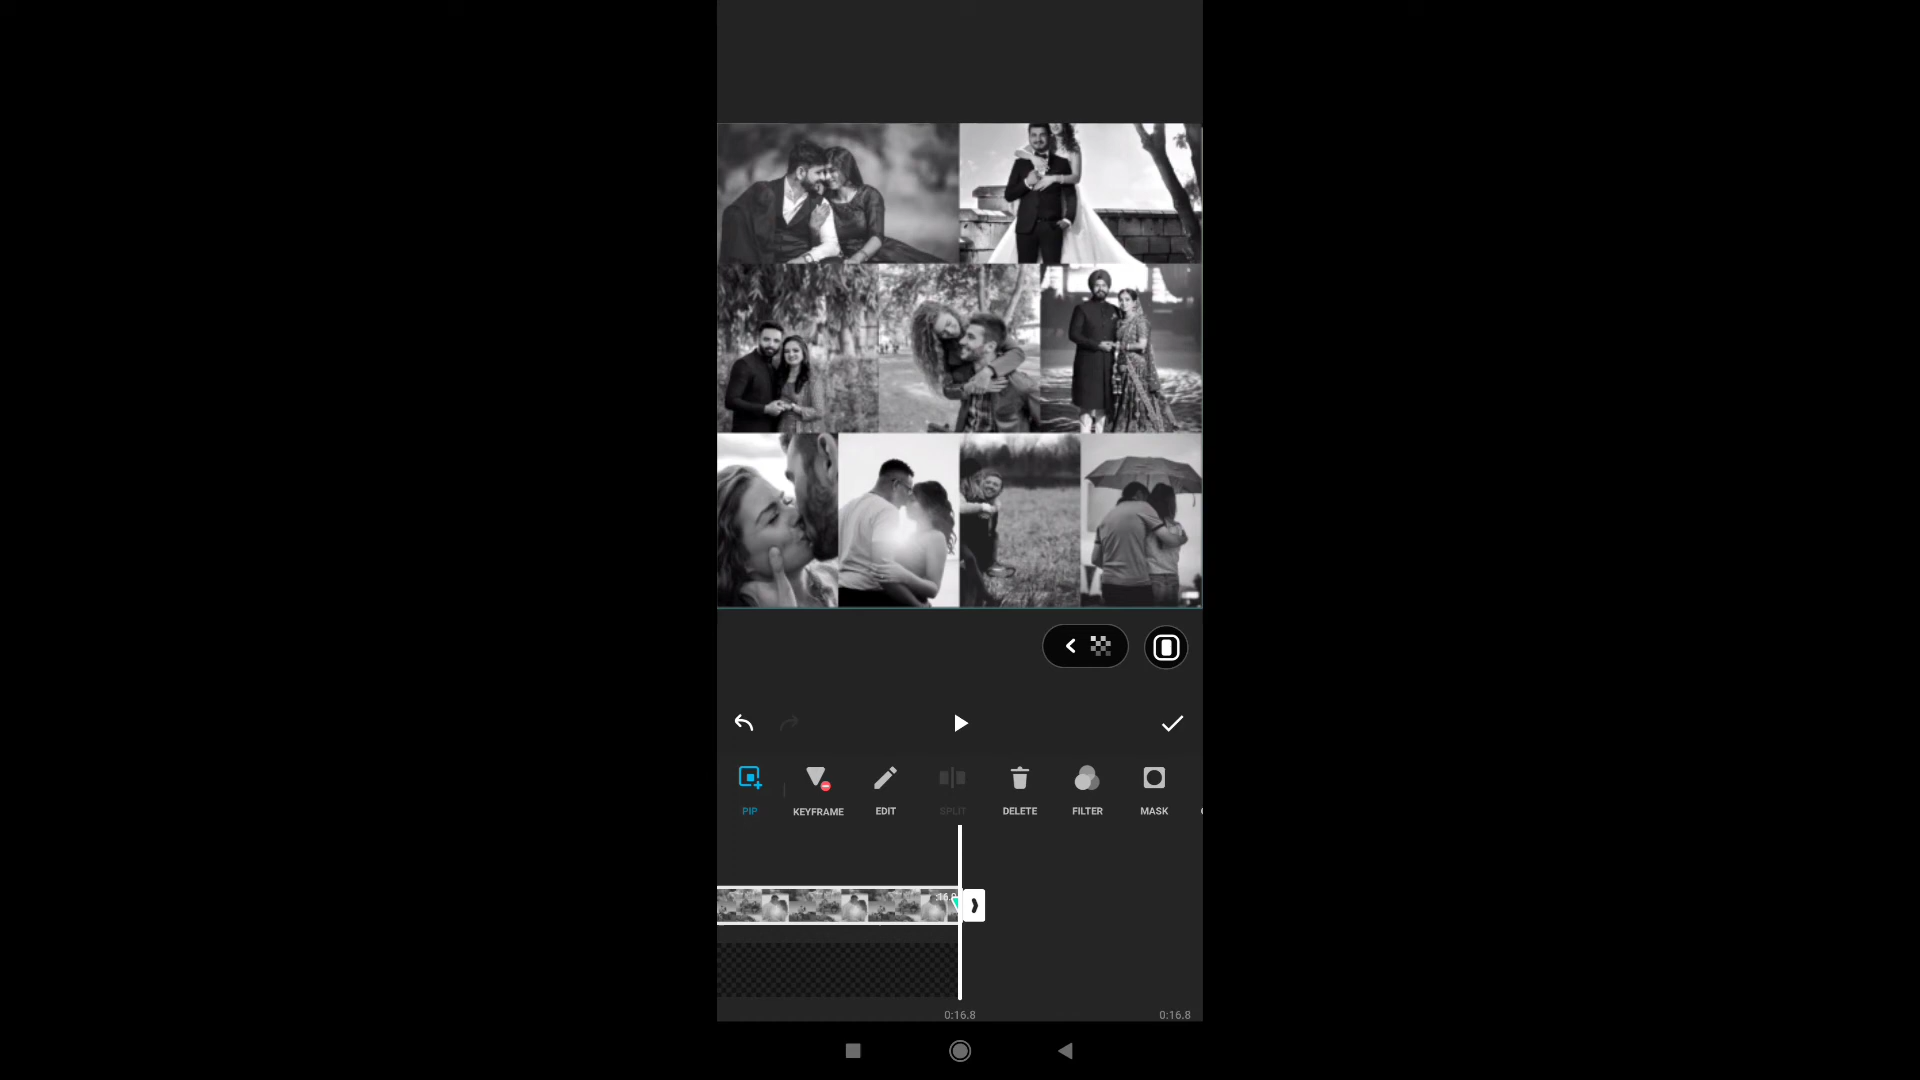 PIP
KEYFRAME
EDIT
SPLIT
DELETE
FILTER
MASK
0:16.8
0:16.8